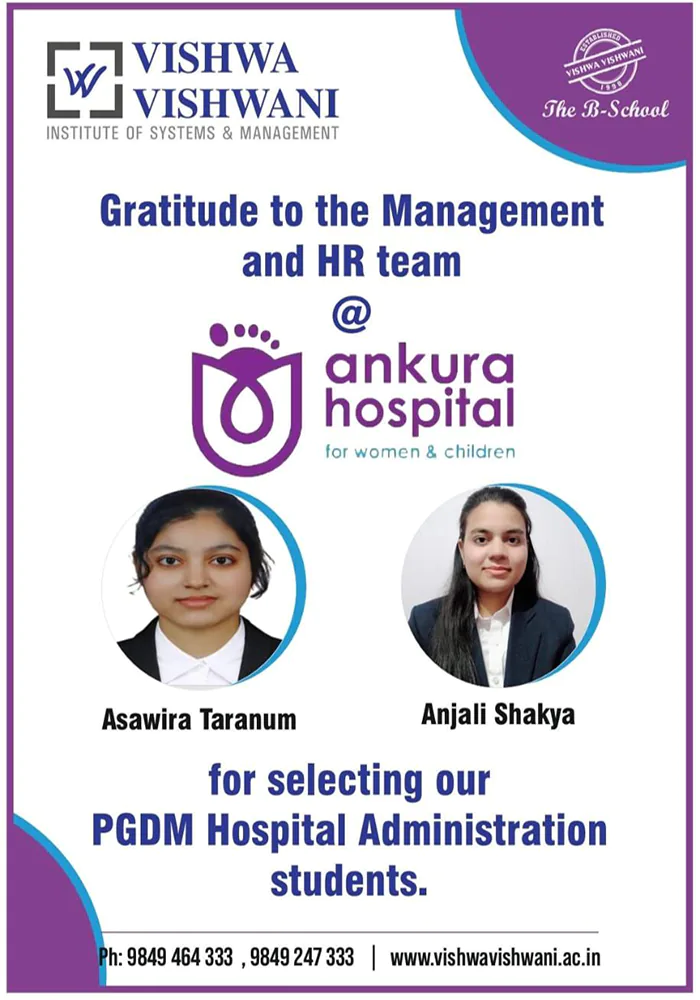 VISHWA
VISHWANI
INSTITUTE OF SYSTEMS & MANAGEMENT
ESTABLISHED
VISHWA VISHWANI
1998
The B-School
Gratitude to the Management
and HR team
@
ankura
hospital
for women & children
Asawira Taranum
Anjali Shakya
for selecting our
PGDM Hospital Administration
students.
Ph: 9849 464 333 , 9849 247 333 | www.vishwavishwani.ac.in